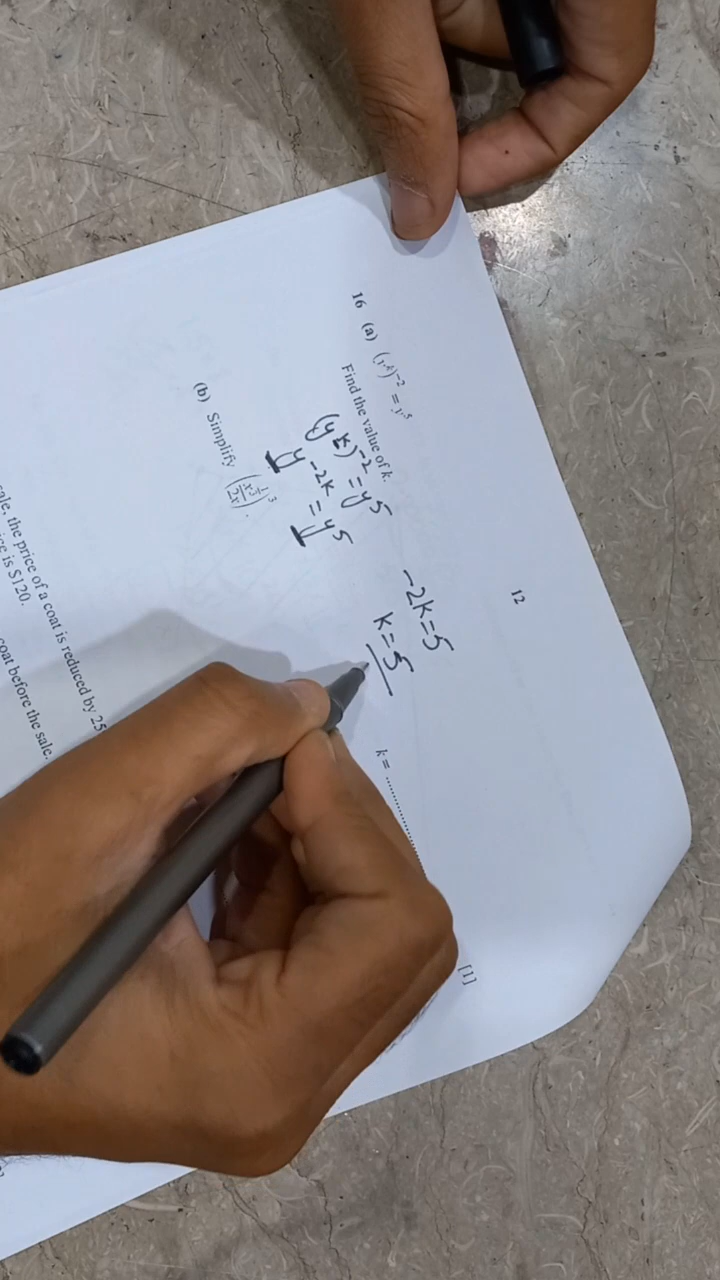 12
16 (a) (y^k)^-2 = y^5
Find the value of k.
(y^k)^-2 = y^5
y^-2k = y^5
-2k=5
k=5
k = ....................
[1]
(b) Simplify
sale, the price of a coat is reduced by 25
is $120.
coat before the sale.